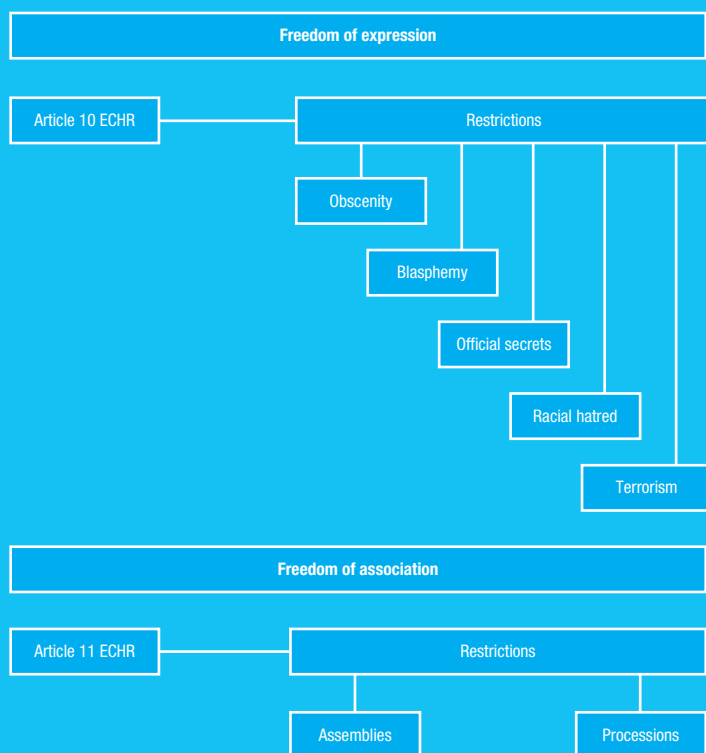 Freedom of expression
Article 10 ECHR
Restrictions
Obscenity
Blasphemy
Official secrets
Racial hatred
Terrorism
Freedom of association
Article 11 ECHR
Restrictions
Assemblies
Processions